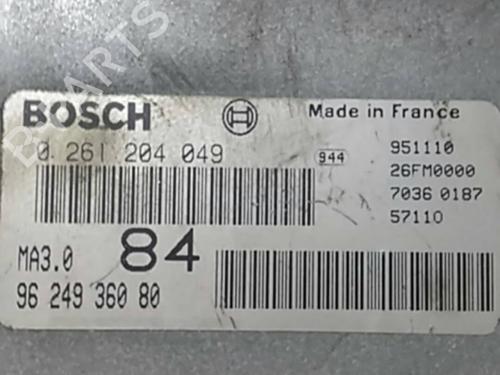 BOSCH Made in France
0 261 204 049 944 951110
26FM0000
7036 0187
57110
MA3.0 84
96 249 360 80